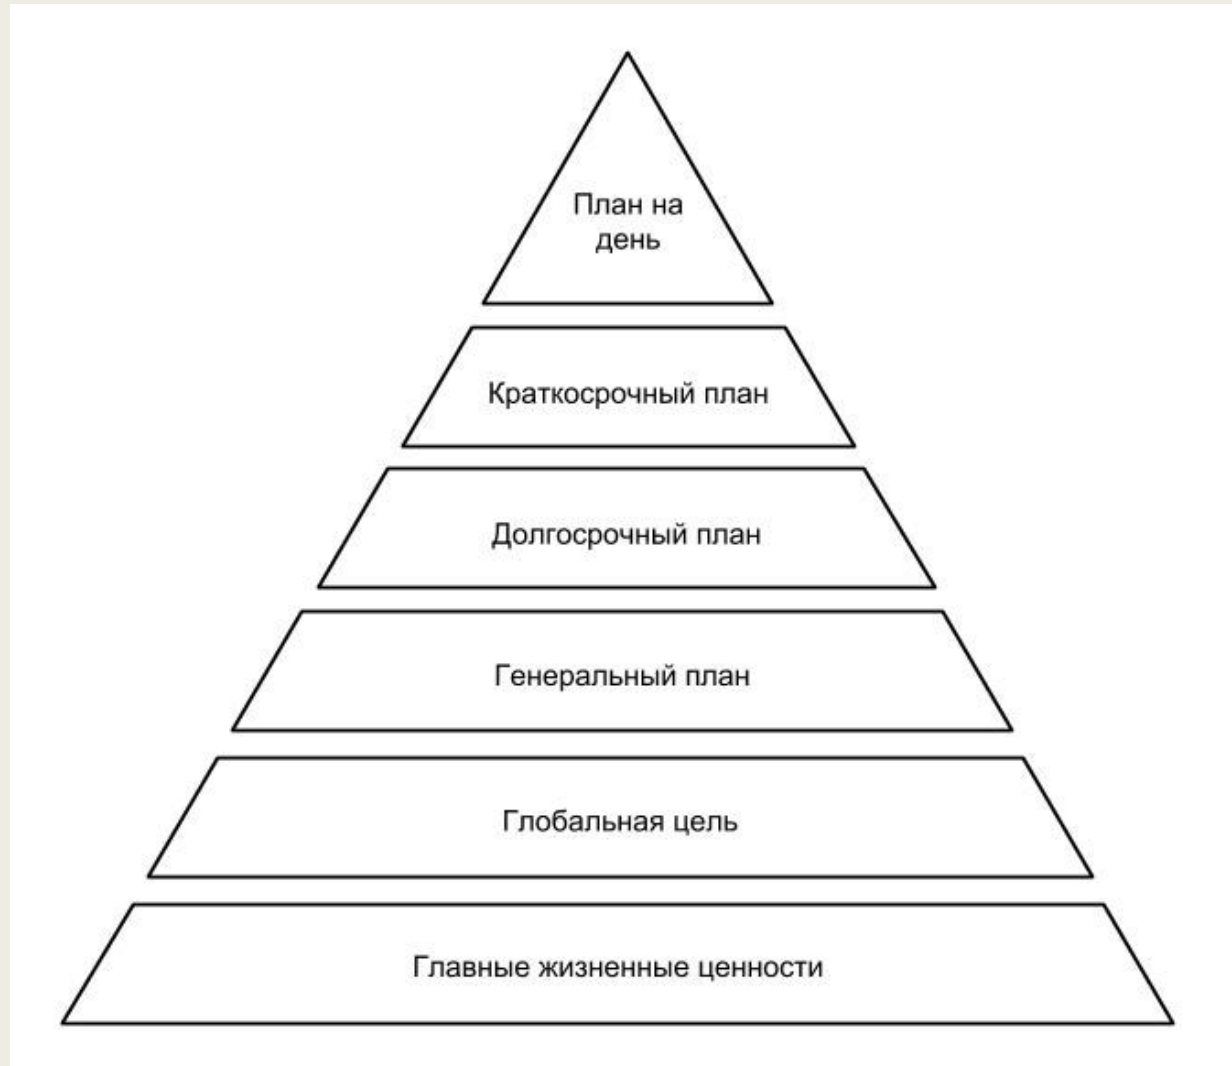 План на
день
Краткосрочный план
Долгосрочный план
Генеральный план
Глобальная цель
Главные жизненные ценности